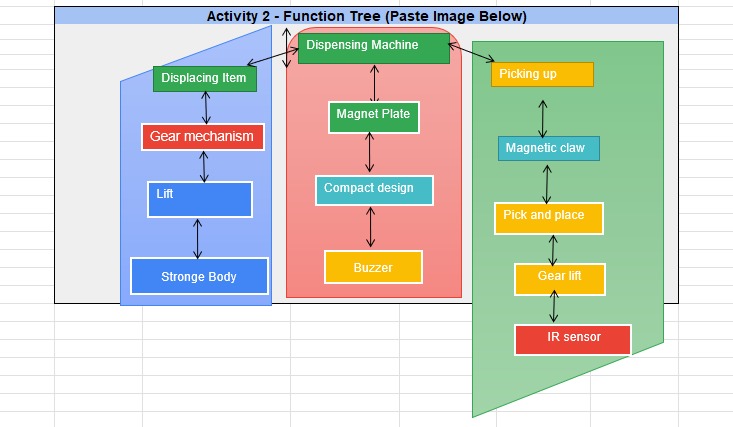 Activity 2 - Function Tree (Paste Image Below)
Dispensing Machine
Displacing Item
Gear mechanism
Lift
Stronge Body
Magnet Plate
Compact design
Buzzer
Picking up
Magnetic claw
Pick and place
Gear lift
IR sensor